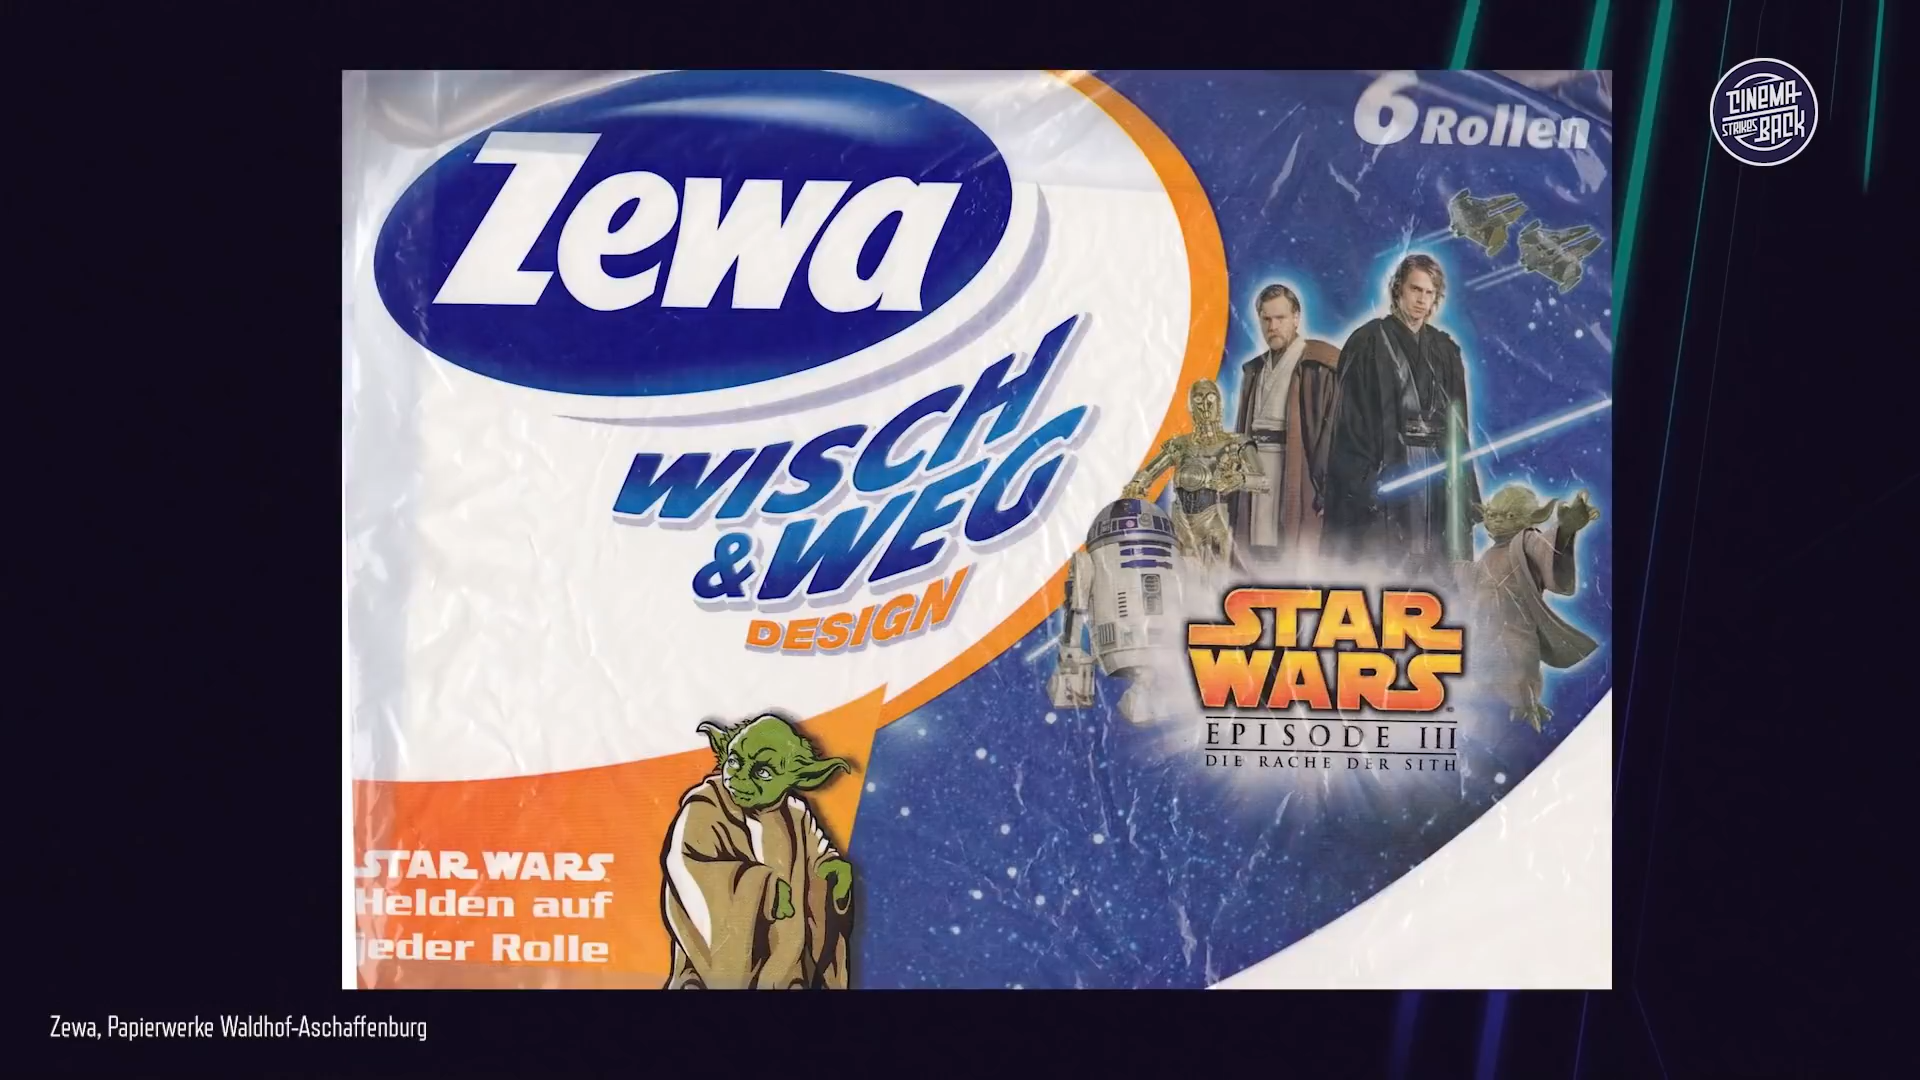 Zewa
WISCH
& WEG
DESIGN
6 Rollen
CINEMA
STRIKES BACK
STAR
WARS
EPISODE III
DIE RACHE DER SITH
STAR WARS
Helden auf
jeder Rolle
Zewa, Papierwerke Waldhof-Aschaffenburg